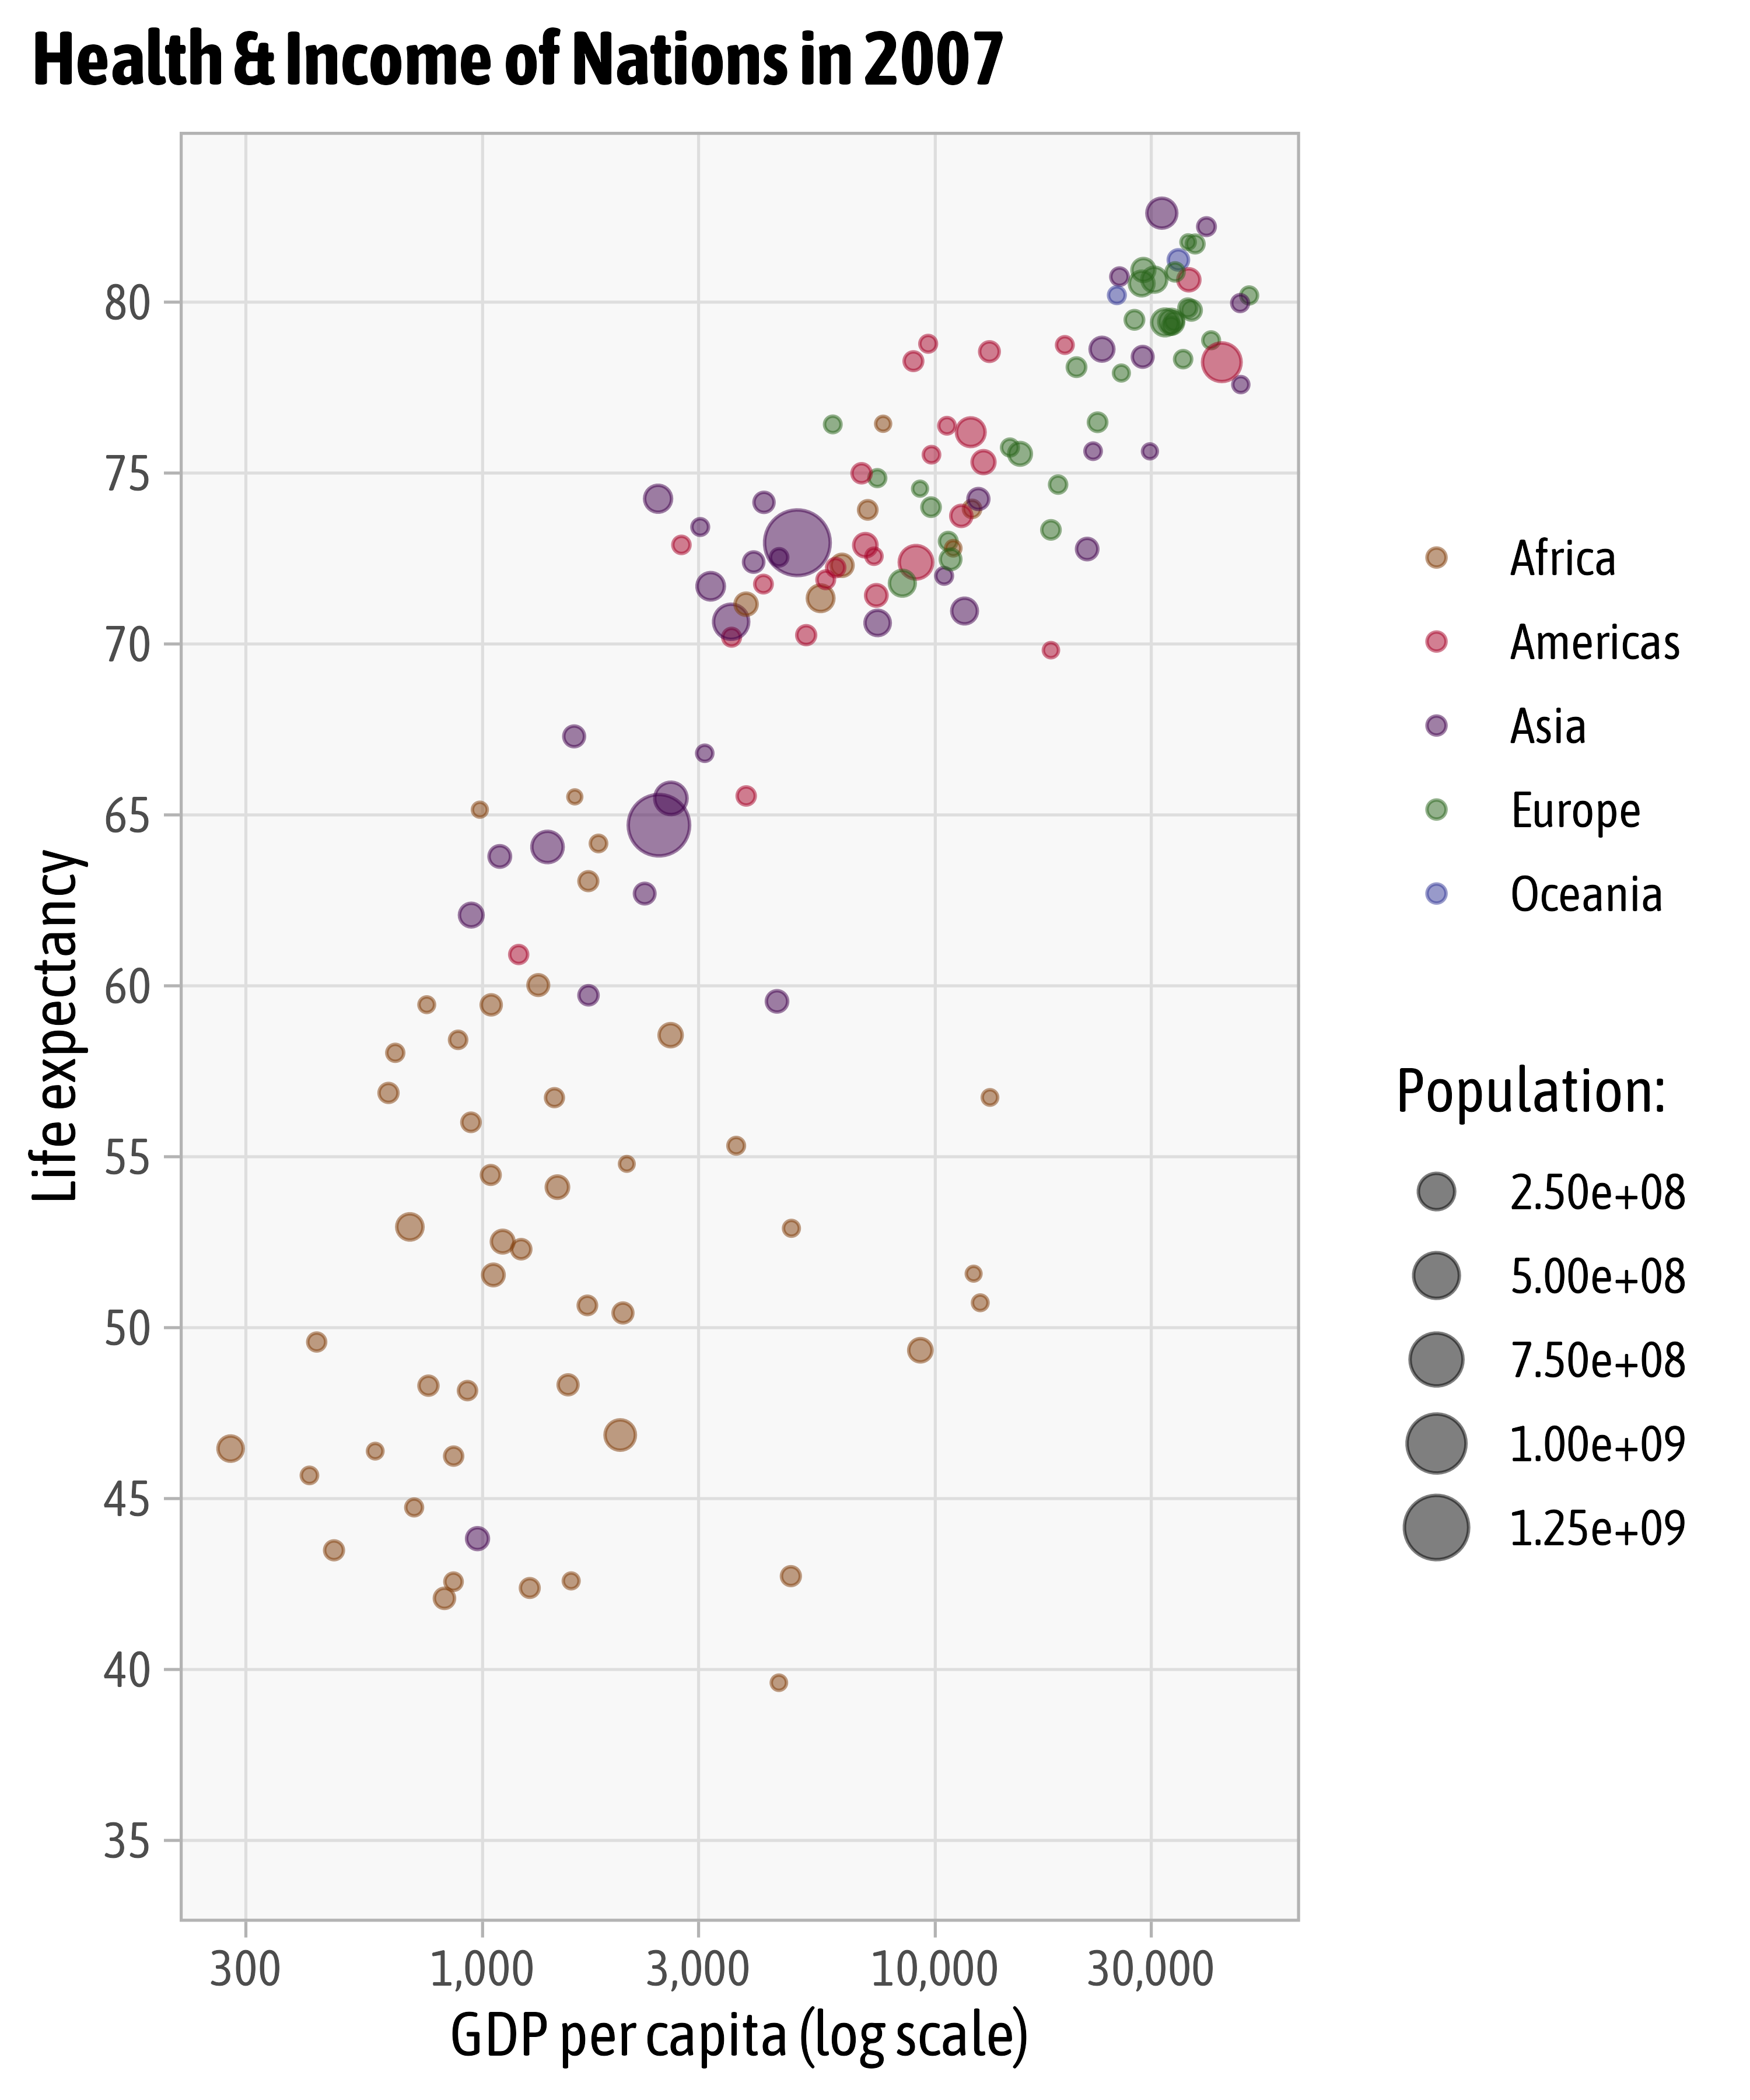 Health & Income of Nations in 2007
Life expectancy
80
75
70
65
60
55
50
45
40
35
300
1,000
3,000
10,000
30,000
GDP per capita (log scale)
Africa
Americas
Asia
Europe
Oceania
Population:
2.50e+08
5.00e+08
7.50e+08
1.00e+09
1.25e+09